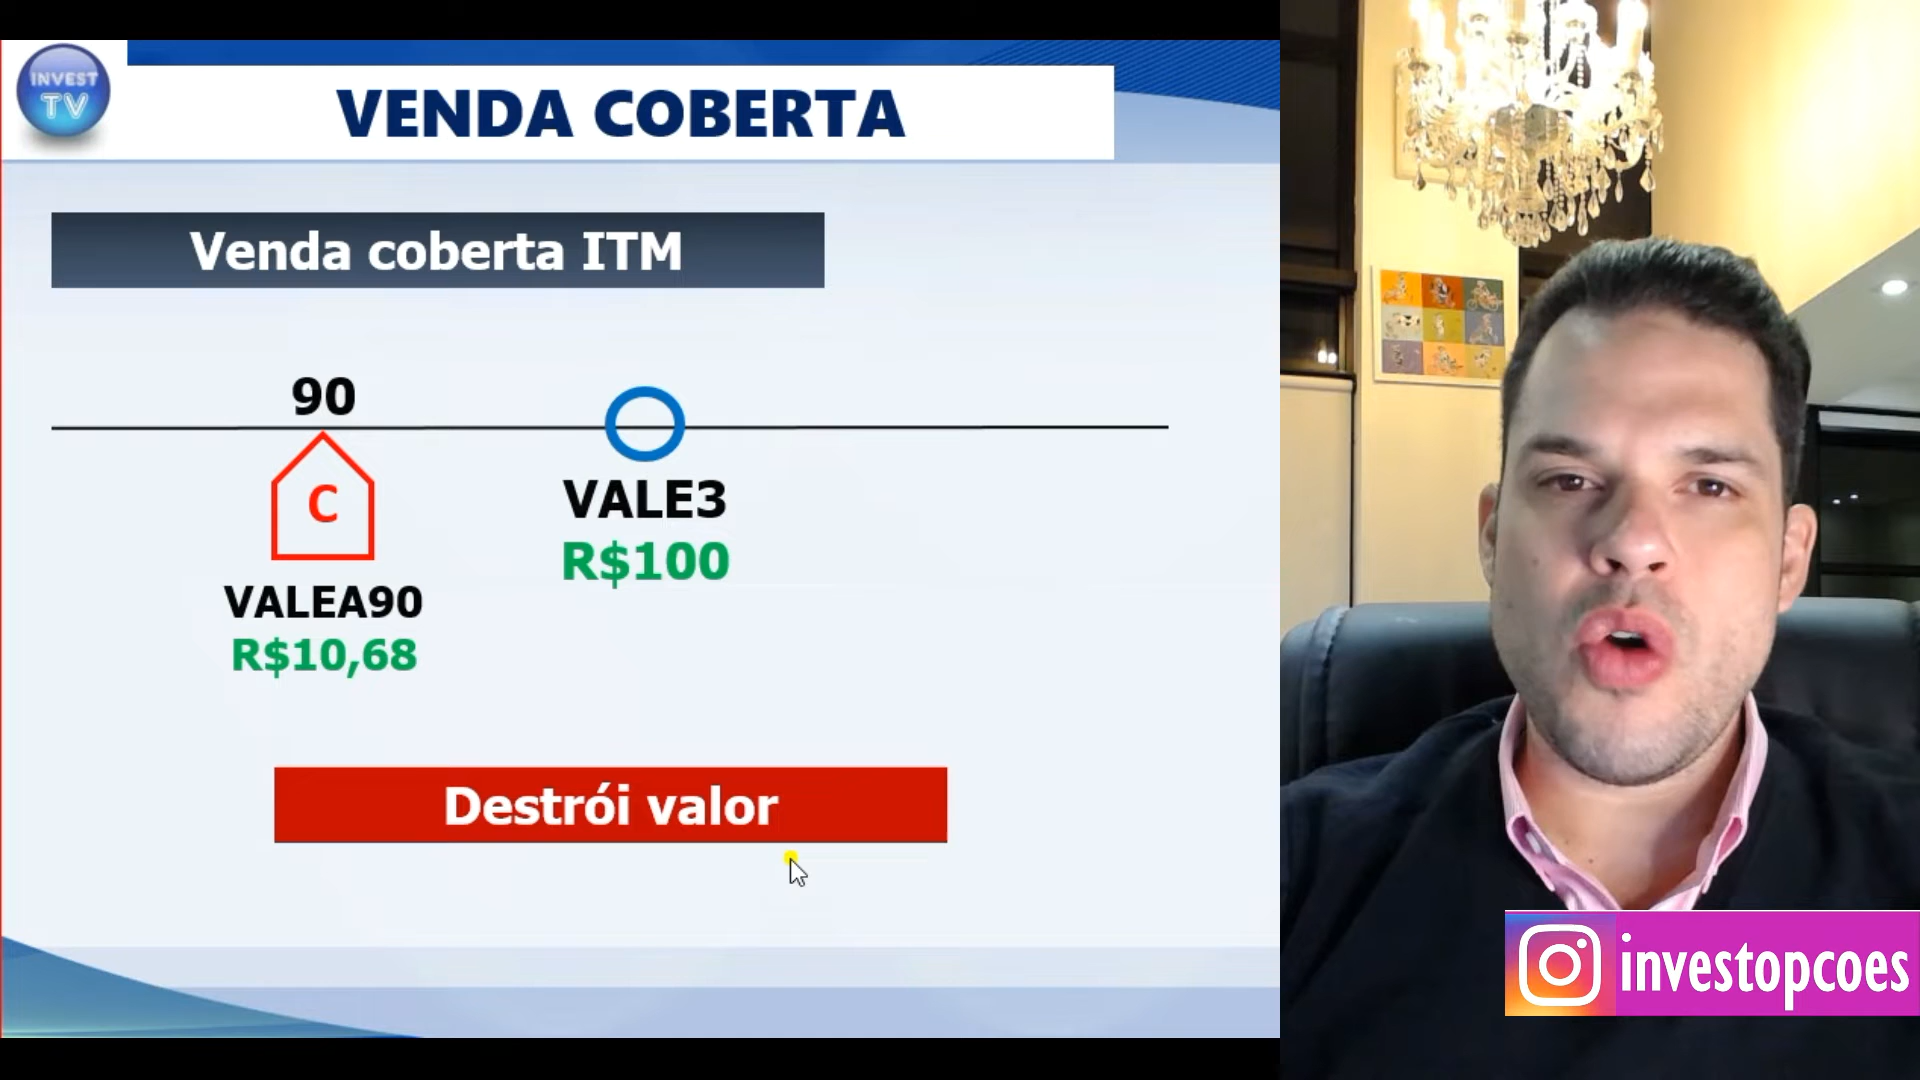 INVEST
TV
VENDA COBERTA
Venda coberta ITM
90
C
VALE3
R$100
VALEA90
R$10,68
Destrói valor
investopcoes